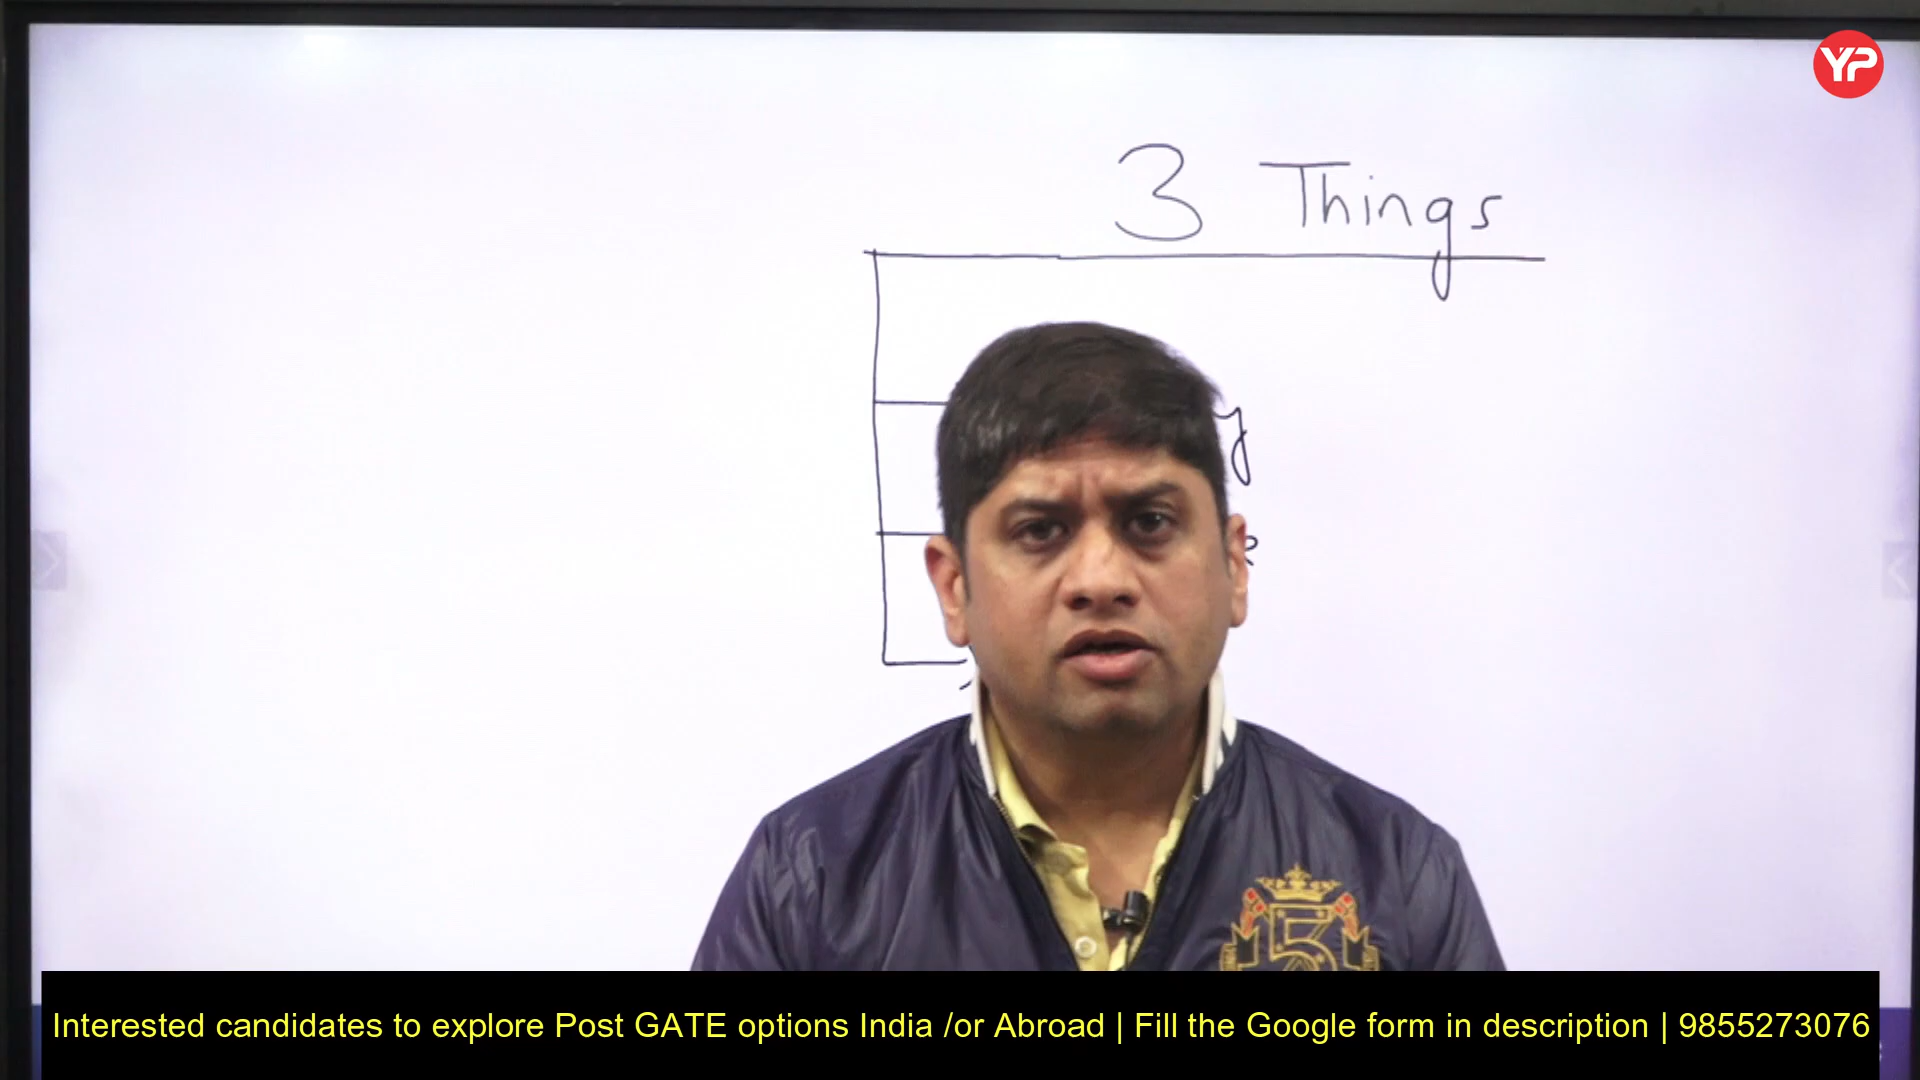 YP
3 Things
y
5
Interested candidates to explore Post GATE options India /or Abroad | Fill the Google form in description | 9855273076